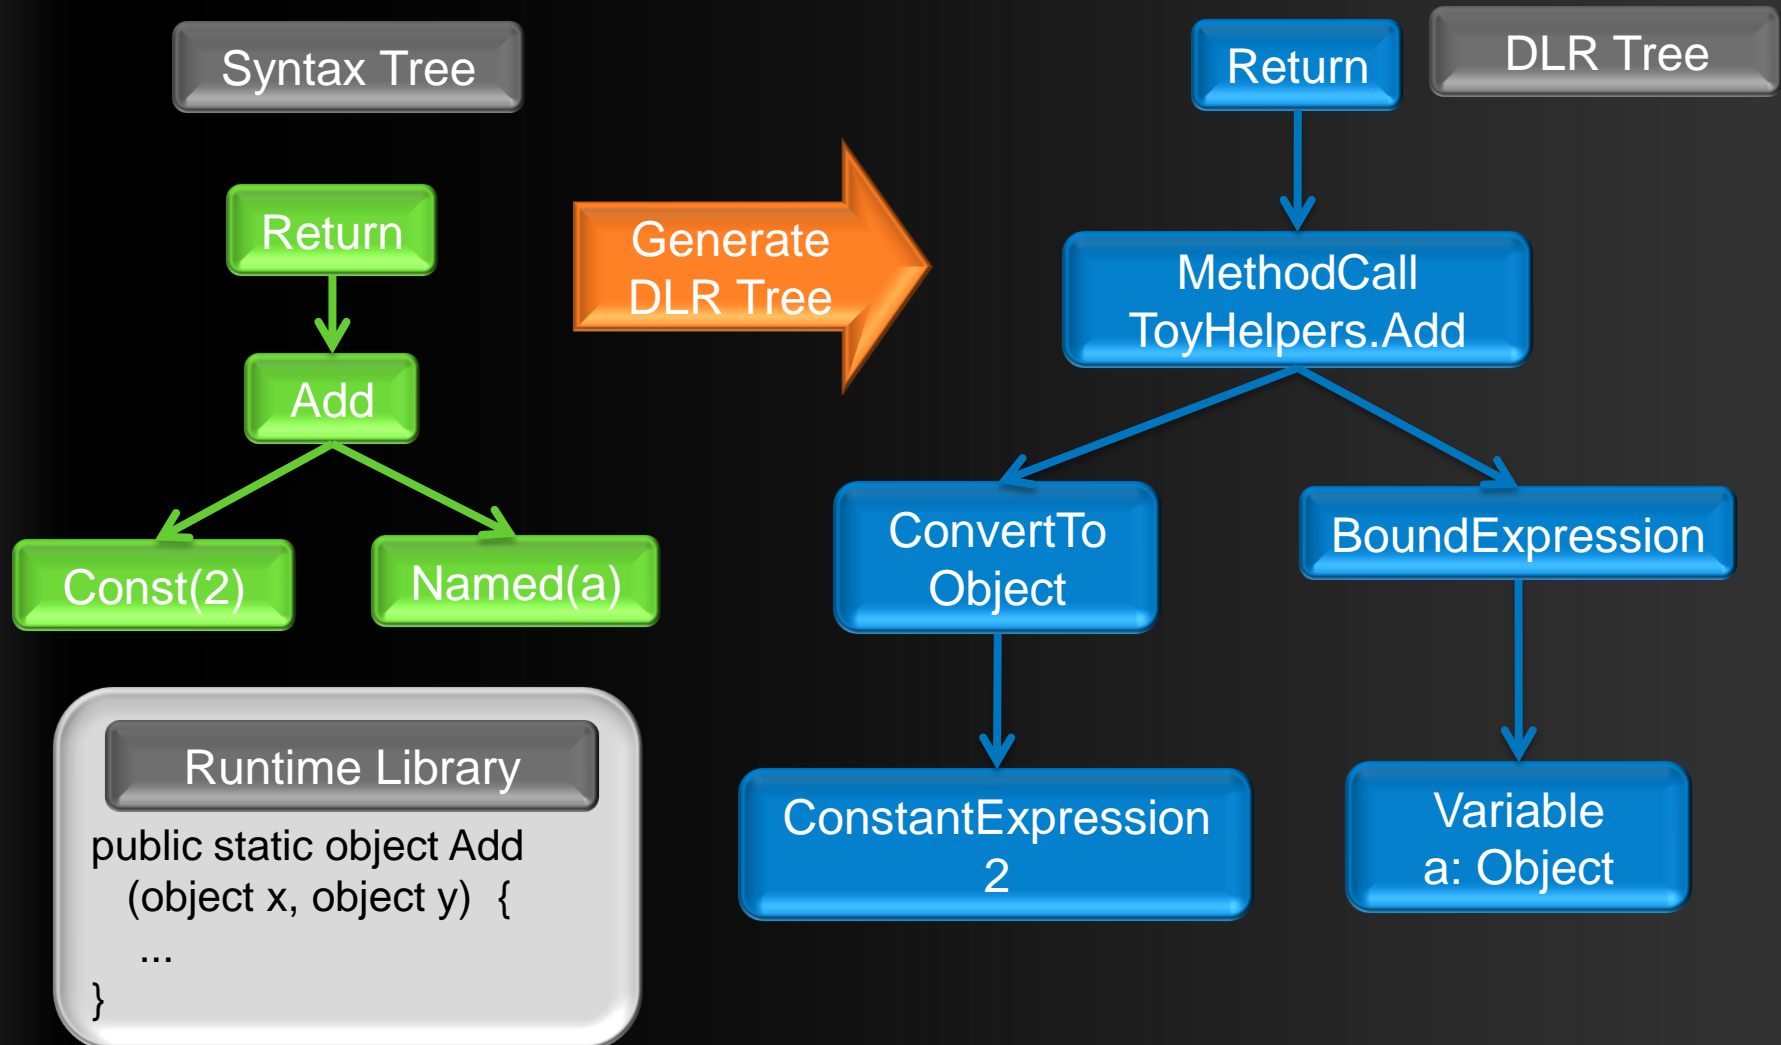 Syntax Tree
Return
Add
Const(2)
Named(a)
Runtime Library
public static object Add
(object x, object y) {
...
}
Generate
DLR Tree
DLR Tree
Return
MethodCall
ToyHelpers.Add
ConvertTo
Object
BoundExpression
ConstantExpression
2
Variable
a: Object